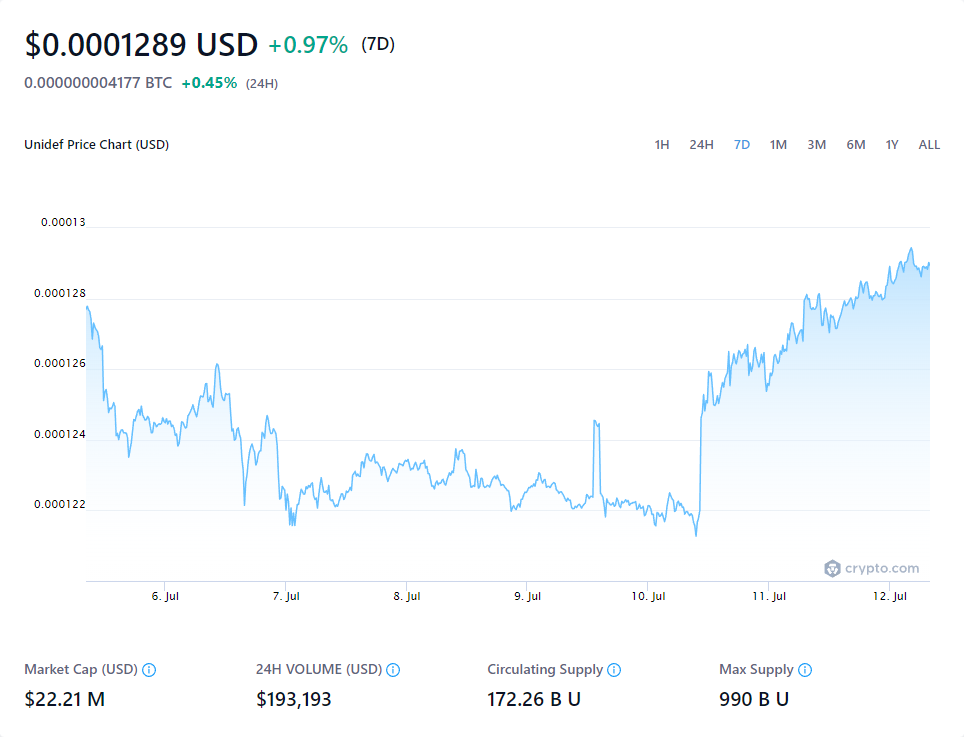 $0.0001289 USD +0.97% (7D)
0.000000004177 BTC +0.45% (24H)
Unidef Price Chart (USD) 1H 24H 7D 1M 3M 6M 1Y ALL
0.00013
0.000128
0.000126
0.000124
0.000122
crypto.com
6. Jul 7. Jul 8. Jul 9. Jul 10. Jul 11. Jul 12. Jul
Market Cap (USD) 24H VOLUME (USD) Circulating Supply Max Supply
$22.21 M $193,193 172.26 B U 990 B U